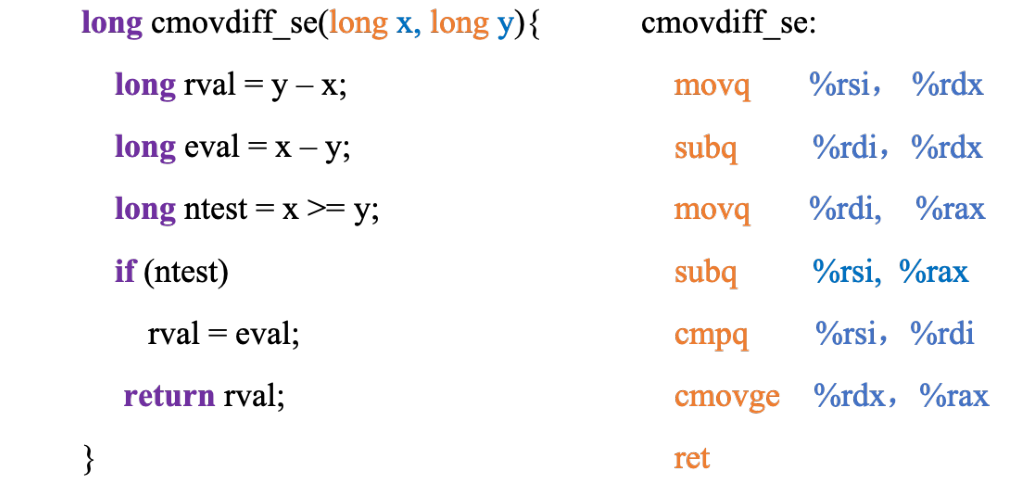 long cmovdiff_se(long x, long y){
long rval = y – x;
long eval = x – y;
long ntest = x >= y;
if (ntest)
rval = eval;
return rval;
}
cmovdiff_se:
movq %rsi, %rdx
subq %rdi, %rdx
movq %rdi, %rax
subq %rsi, %rax
cmpq %rsi, %rdi
cmovge %rdx, %rax
ret